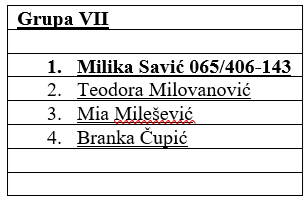 Grupa VII
1. Milika Savić 065/406-143
2. Teodora Milovanović
3. Mia Milešević
4. Branka Čupić